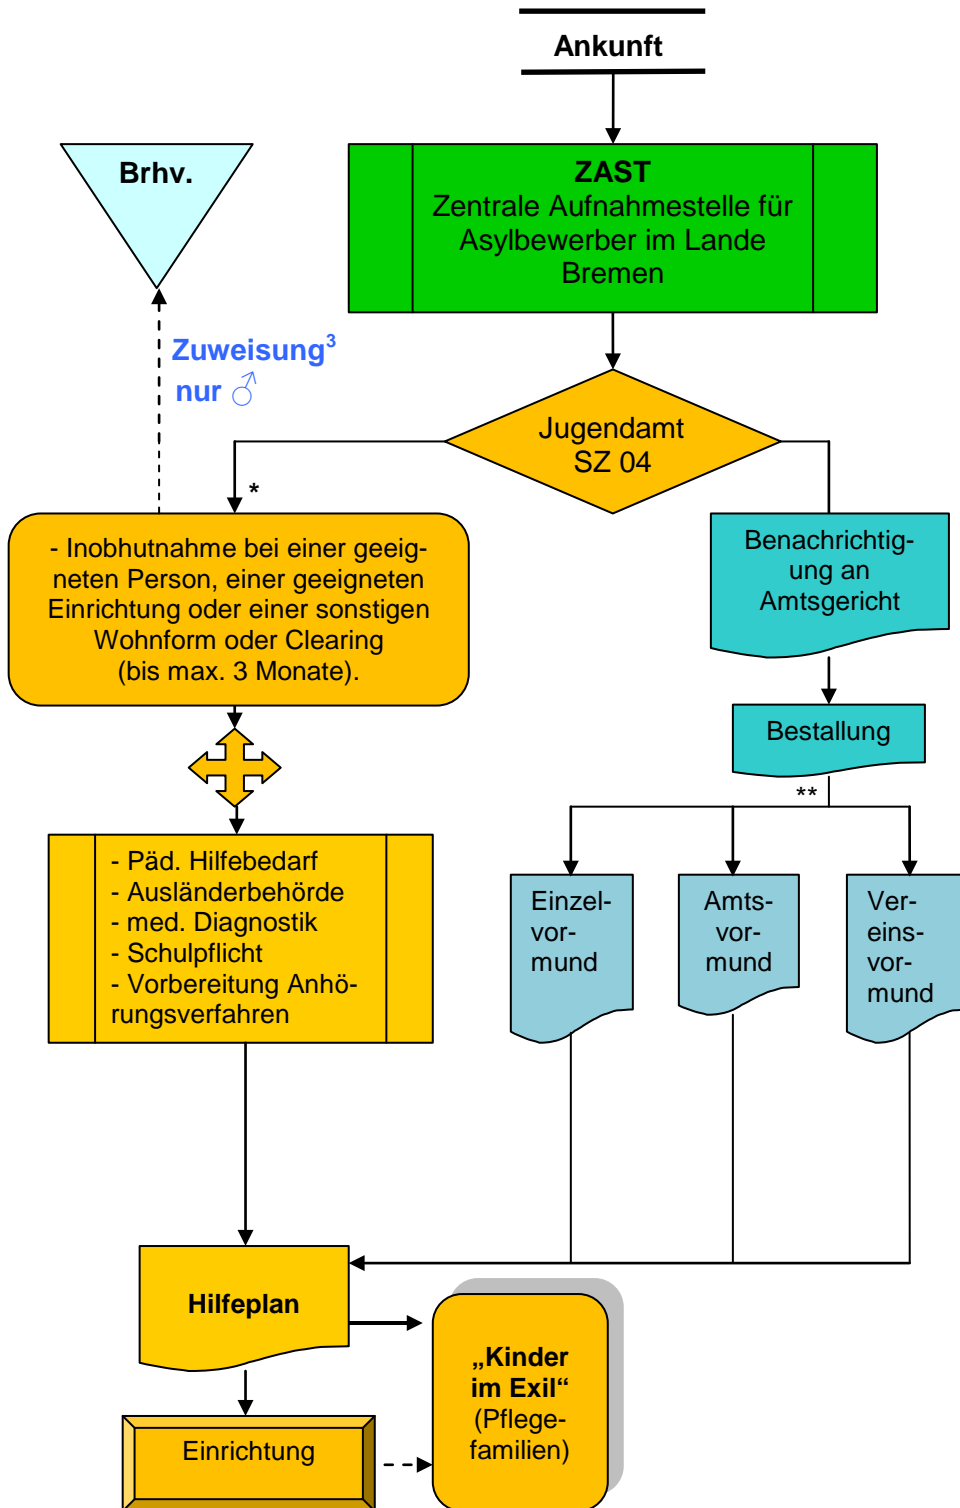 Ankunft
Brhv.
ZAST
Zentrale Aufnahmestelle für
Asylbewerber im Lande
Bremen
Zuweisung³
nur ♂
Jugendamt
SZ 04
*
- Inobhutnahme bei einer geeig-
neten Person, einer geeigneten
Einrichtung oder einer sonstigen
Wohnform oder Clearing
(bis max. 3 Monate).
Benachrichtig-
ung an
Amtsgericht
Bestallung
**
- Päd. Hilfebedarf
- Ausländerbehörde
- med. Diagnostik
- Schulpflicht
- Vorbereitung Anhö-
rungsverfahren
Einzel-
vor-
mund
Amts-
vor-
mund
Ver-
eins-
vor-
mund
Hilfeplan
„Kinder
im Exil“
(Pflege-
familien)
Einrichtung